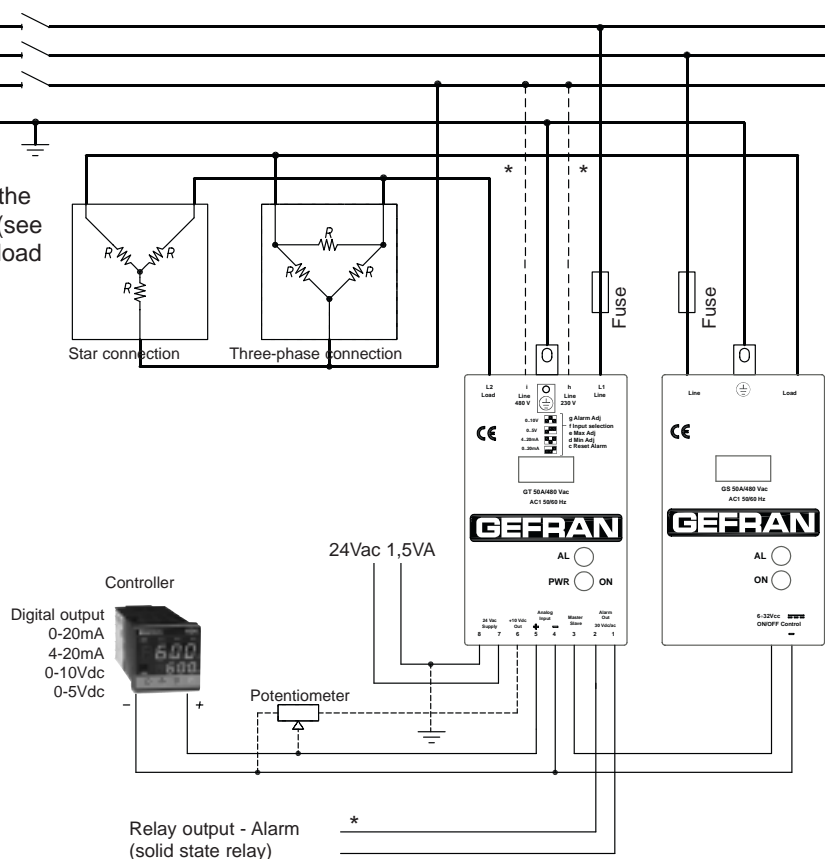 the
(see
load
*
*
R
R
R
R
R
R
Star connection
Three-phase connection
Fuse
Fuse
L2
Load
i
Line
480 V
h
Line
230 V
L1
Line
0..10V
0..5V
4..20mA
0..20mA
g Alarm Adj
f Input selection
e Max Adj
d Min Adj
c Reset Alarm
CE
GT 50A/480 Vac
AC1 50/60 Hz
GEFRAN
AL
PWR
ON
24 Vac
Supply
+10 Vdc
Out
Analog
Input
+
-
Master
Slave
Alarm
Out
30 Vdc/ac
8 7 6 5 4 3 2 1
Line
Load
CE
GS 50A/480 Vac
AC1 50/60 Hz
GEFRAN
AL
ON
6-32Vcc
ON/OFF Control
-
24Vac 1,5VA
Controller
Digital output
0-20mA
4-20mA
0-10Vdc
0-5Vdc
600
600
-
+
Potentiometer
Relay output - Alarm
(solid state relay)
*